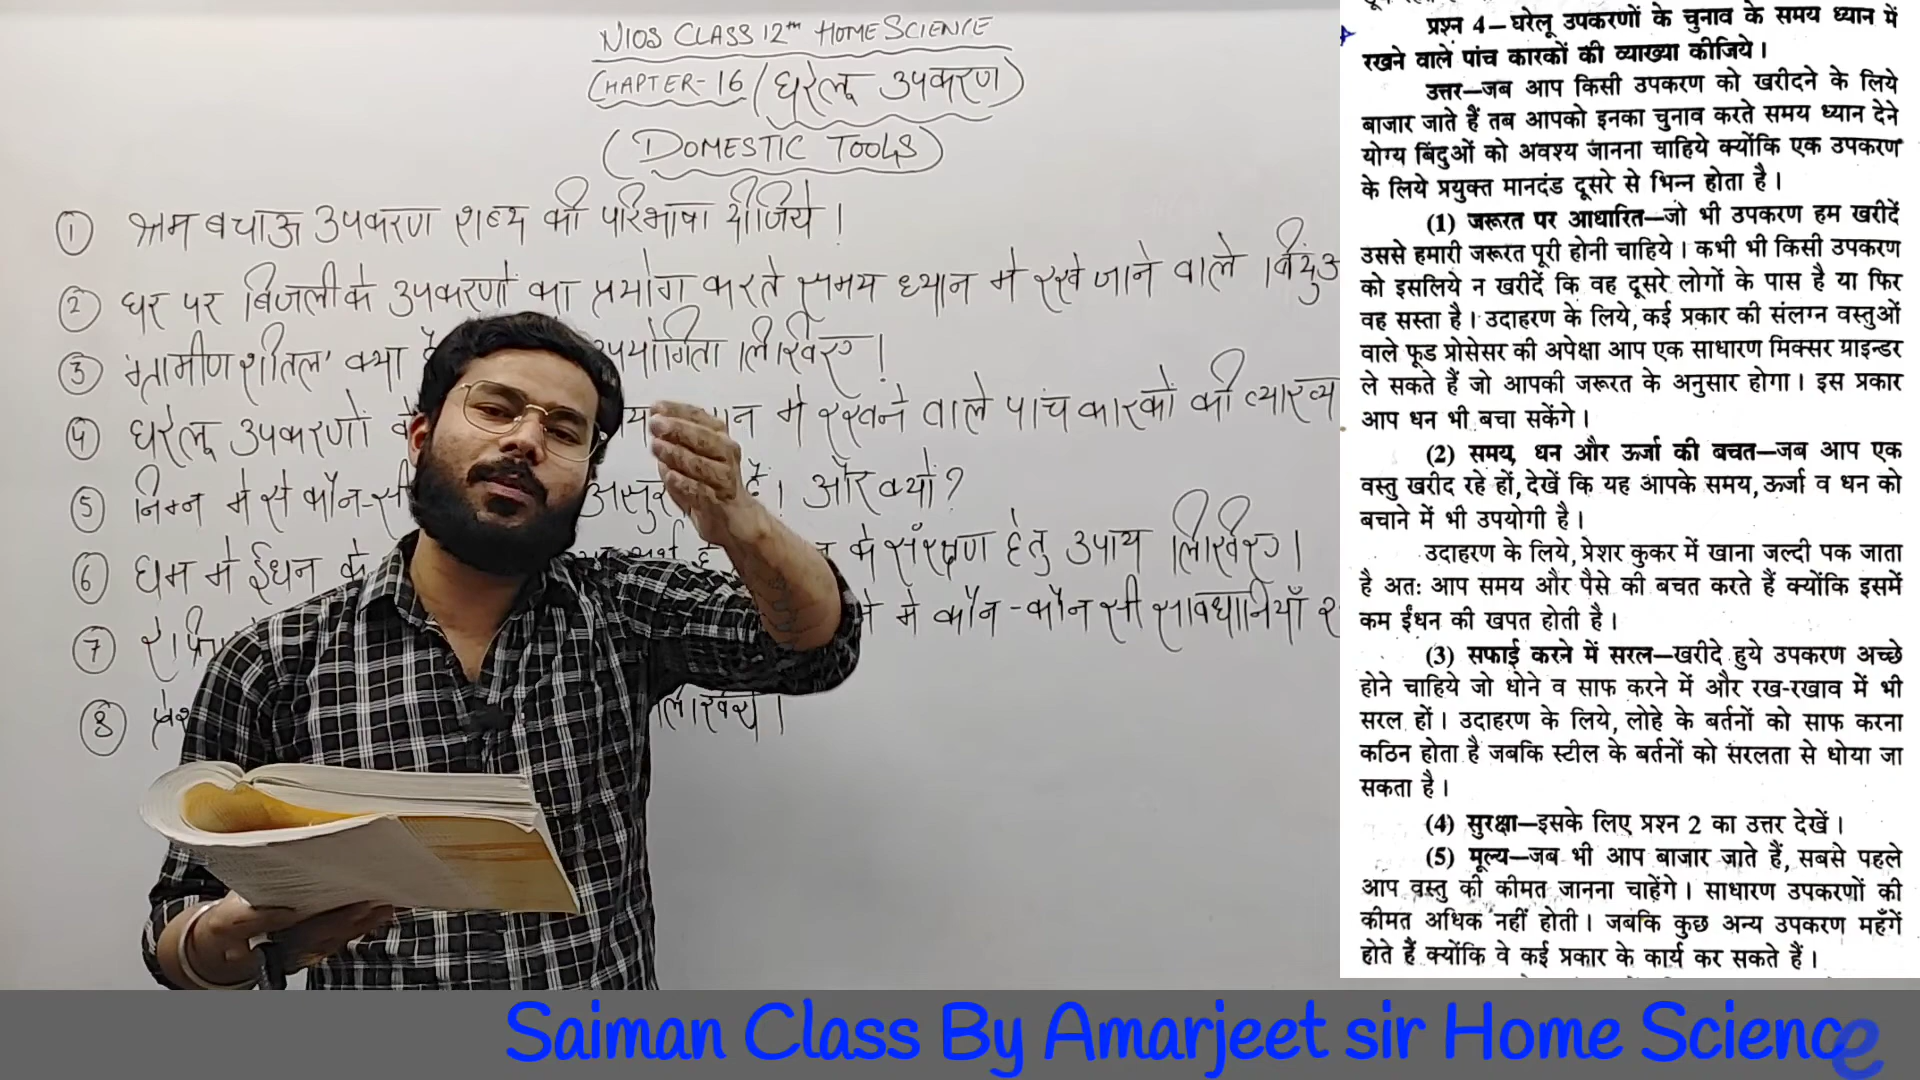 NIOS CLASS 12th HOME SCIENCE
CHAPTER-16 (घरेलू उपकरण)
(DOMESTIC TOOLS)
① श्रम बचाऊ उपकरण शब्द की परिभाषा दीजिये।
② घर पर बिजली के उपकरणों का प्रयोग करते समय ध्यान में रखे जाने वाले
③ 'ग्रामीण शीतल' क्या लिखिए।
④ घरेलू उपकरणों में रखने वाले पांच कारकों की
⑤ निम्न में से कौन-सी और क्यों?
⑥ घर में ईंधन के के संरक्षण हेतु उपाय लिखिए।
⑦ में कौन-कौन सी सावधानियाँ
⑧
प्रश्न 4—घरेलू उपकरणों के चुनाव के समय ध्यान में
रखने वाले पांच कारकों की व्याख्या कीजिये।
उत्तर—जब आप किसी उपकरण को खरीदने के लिये
बाजार जाते हैं तब आपको इनका चुनाव करते समय ध्यान देने
योग्य बिंदुओं को अवश्य जानना चाहिये क्योंकि एक उपकरण
के लिये प्रयुक्त मानदंड दूसरे से भिन्न होता है।
(1) जरूरत पर आधारित—जो भी उपकरण हम खरीदें
उससे हमारी जरूरत पूरी होनी चाहिये। कभी भी किसी उपकरण
को इसलिये न खरीदें कि वह दूसरे लोगों के पास है या फिर
वह सस्ता है। उदाहरण के लिये, कई प्रकार की संलग्न वस्तुओं
वाले फूड प्रोसेसर की अपेक्षा आप एक साधारण मिक्सर ग्राइन्डर
ले सकते हैं जो आपकी जरूरत के अनुसार होगा। इस प्रकार
आप धन भी बचा सकेंगे।
(2) समय, धन और ऊर्जा की बचत—जब आप एक
वस्तु खरीद रहे हों, देखें कि यह आपके समय, ऊर्जा व धन को
बचाने में भी उपयोगी है।
उदाहरण के लिये, प्रेशर कुकर में खाना जल्दी पक जाता
है अतः आप समय और पैसे की बचत करते हैं क्योंकि इसमें
कम ईंधन की खपत होती है।
(3) सफाई करने में सरल—खरीदे हुये उपकरण अच्छे
होने चाहिये जो धोने व साफ करने में और रख-रखाव में भी
सरल हों। उदाहरण के लिये, लोहे के बर्तनों को साफ करना
कठिन होता है जबकि स्टील के बर्तनों को सरलता से धोया जा
सकता है।
(4) सुरक्षा—इसके लिए प्रश्न 2 का उत्तर देखें।
(5) मूल्य—जब भी आप बाजार जाते हैं, सबसे पहले
आप वस्तु की कीमत जानना चाहेंगे। साधारण उपकरणों की
कीमत अधिक नहीं होती। जबकि कुछ अन्य उपकरण महँगें
होते हैं क्योंकि वे कई प्रकार के कार्य कर सकते हैं।
Saiman Class By Amarjeet sir Home Science